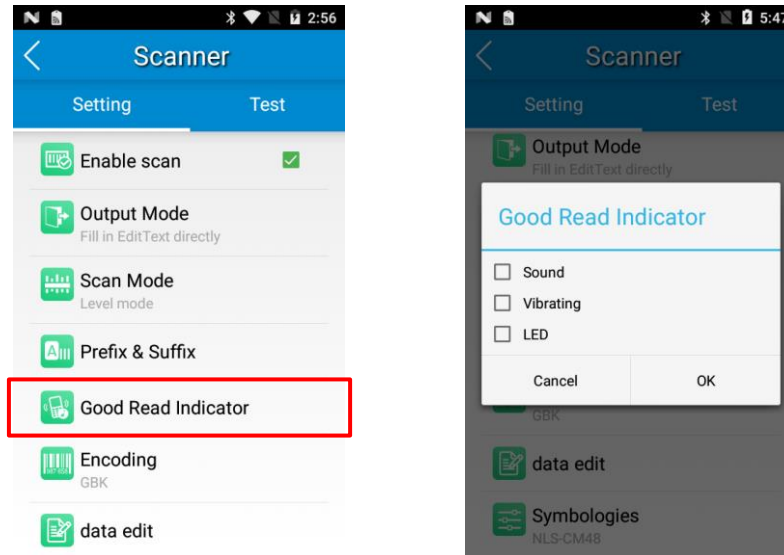 2:56
Scanner
Setting
Test
Enable scan
Output Mode
Fill in EditText directly
Scan Mode
Level mode
Prefix & Suffix
Good Read Indicator
Encoding
GBK
data edit
5:47
Scanner
Setting
Test
Output Mode
Fill in EditText directly
Good Read Indicator
Sound
Vibrating
LED
Cancel
OK
GBK
data edit
Symbologies
NLS-CM48